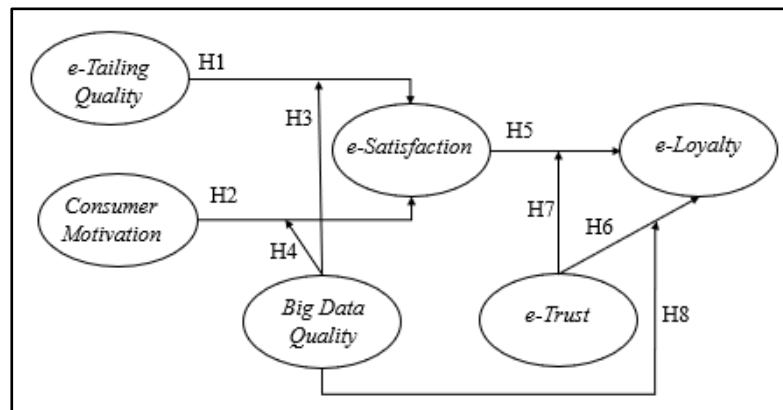 e-Tailing
Quality
H1
H3
e-Satisfaction
H5
e-Loyalty
Consumer
Motivation
H2
H4
H7
H6
Big Data
Quality
e-Trust
H8